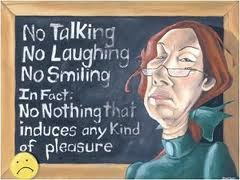 No Talking
No Laughing
No Smiling
In Fact:
No Nothing that
induces any Kind
of pleasure